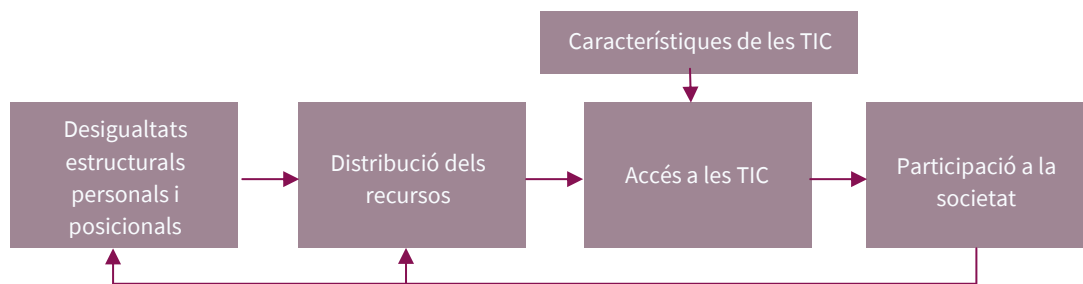 Característiques de les TIC
Desigualtats
estructurals
personals i
posicionals
Distribució dels
recursos
Accés a les TIC
Participació a la
societat